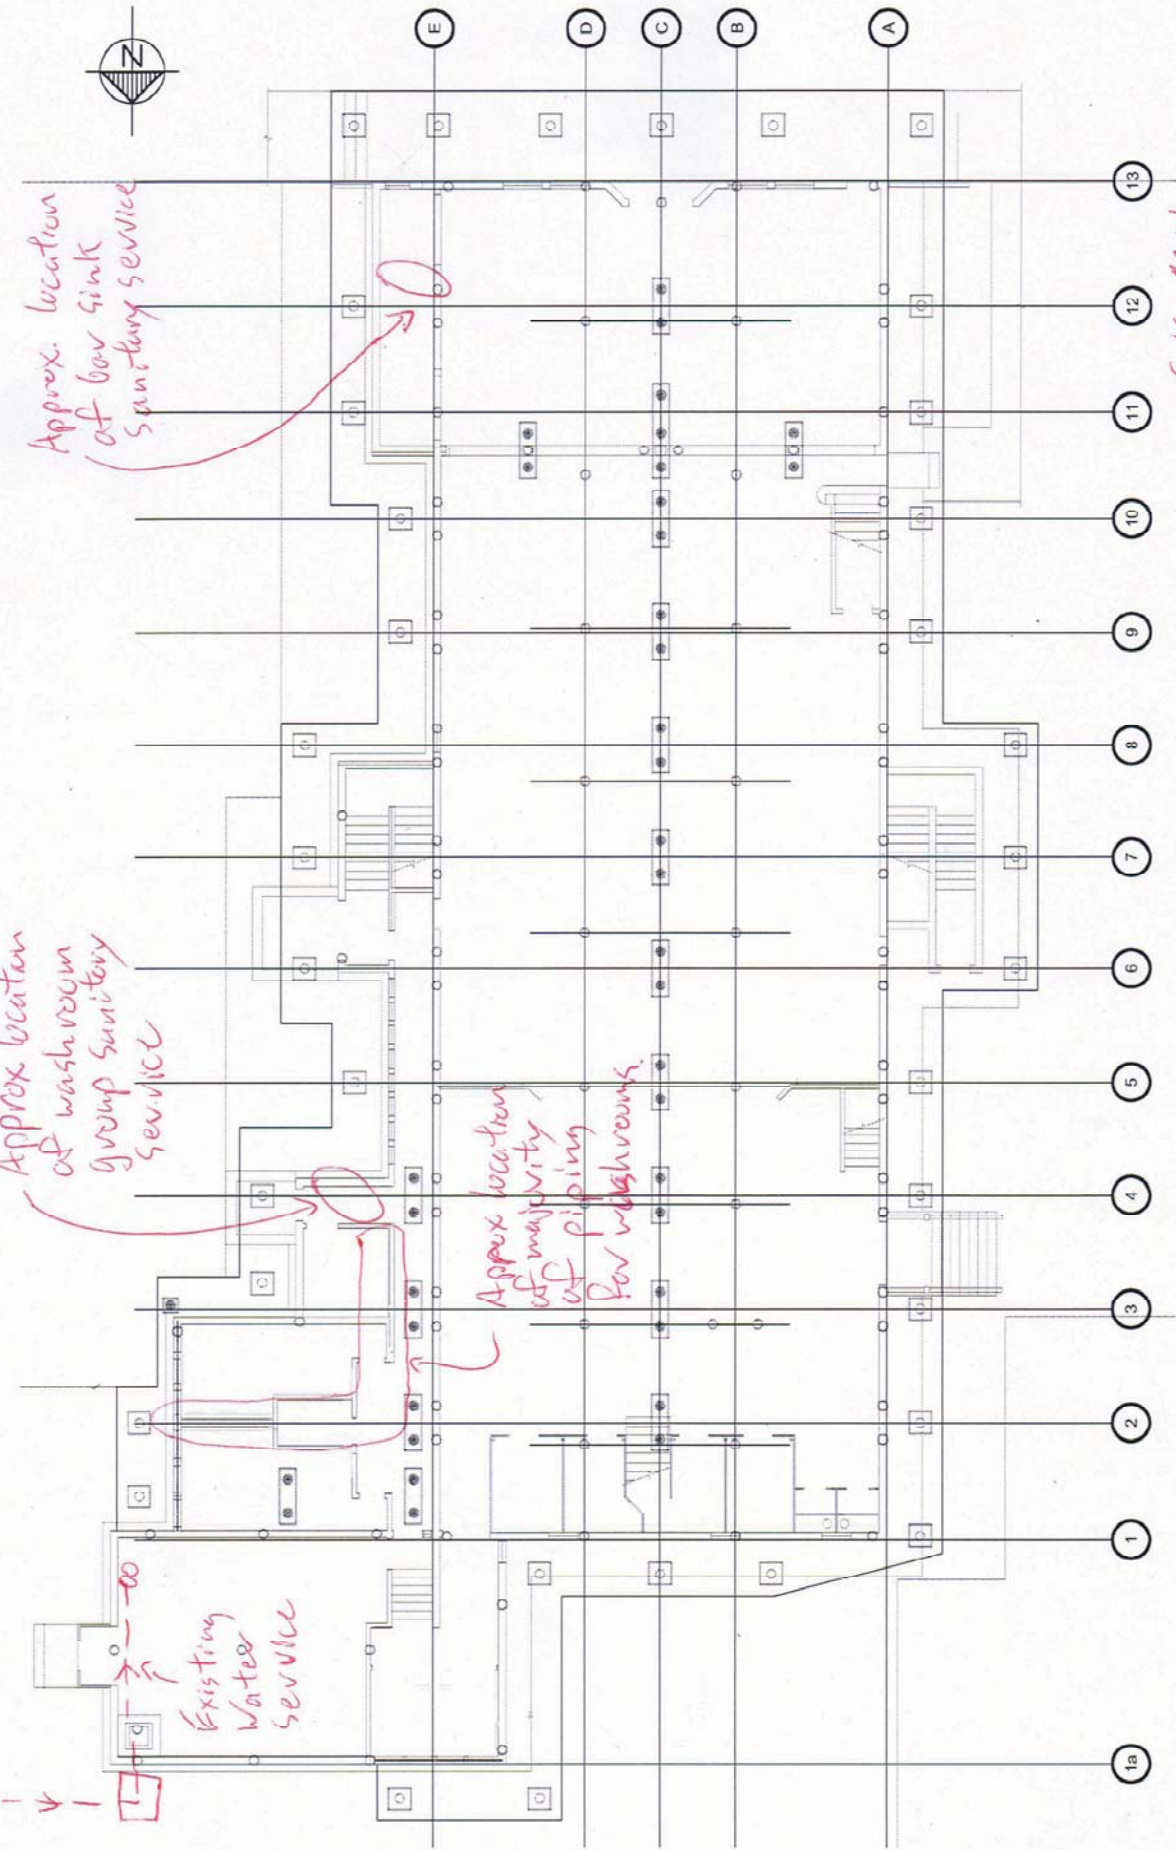 N
E
D
C
B
A
Approx. location
of bar sink
Sanitary service
Approx location
of washroom
group sanitary
Service
Approx location
of majority
of piping
for washrooms.
Existing
Water
Service
13
12
11
10
9
8
7
6
5
4
3
2
1
1a